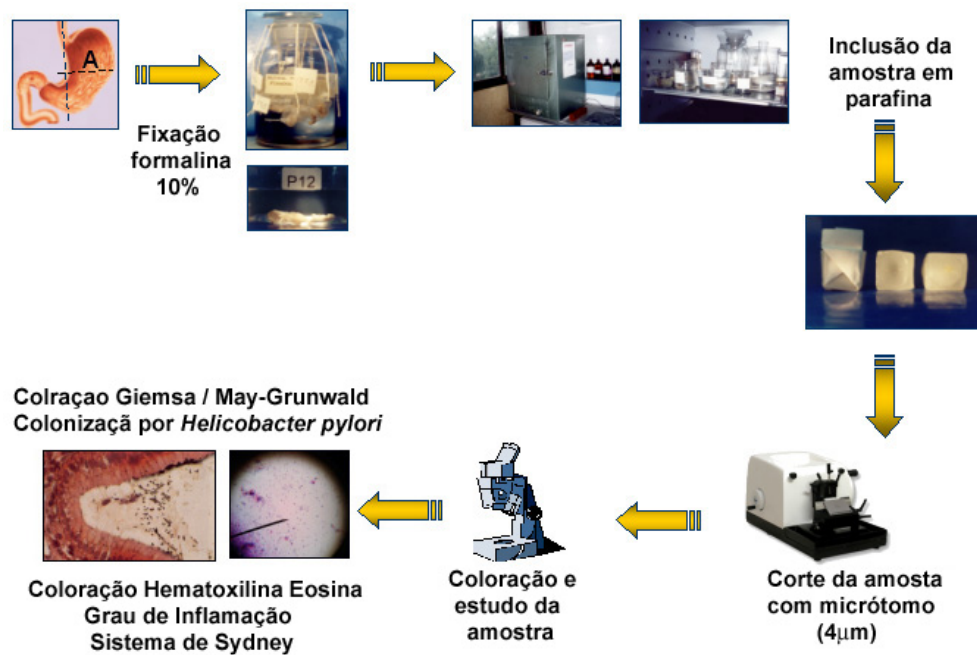 A
Fixação
formalina
10%
P12
Inclusão da
amostra em
parafina
Corte da amosta
com micrótomo
(4µm)
Coloração e
estudo da
amostra
Colraçao Giemsa / May-Grunwald
Colonizaçã por Helicobacter pylori
Coloração Hematoxilina Eosina
Grau de Inflamação
Sistema de Sydney